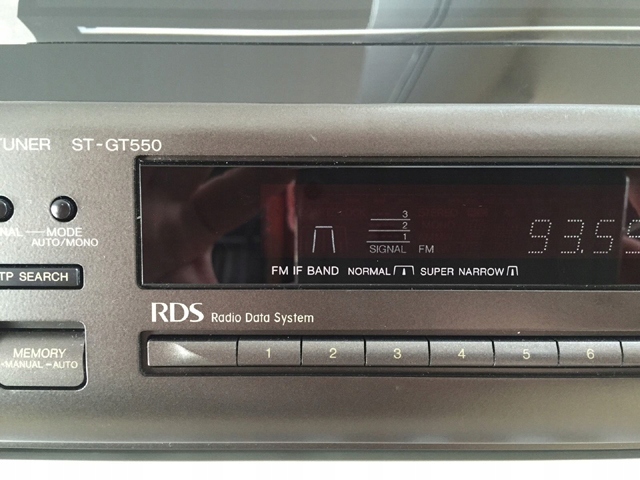 TUNER ST-GT550
MODE
AUTO/MONO
TP SEARCH
3
2
1
SIGNAL FM
93.5
FM IF BAND NORMAL SUPER NARROW
RDS Radio Data System
MEMORY
MANUAL - AUTO
1 2 3 4 5 6